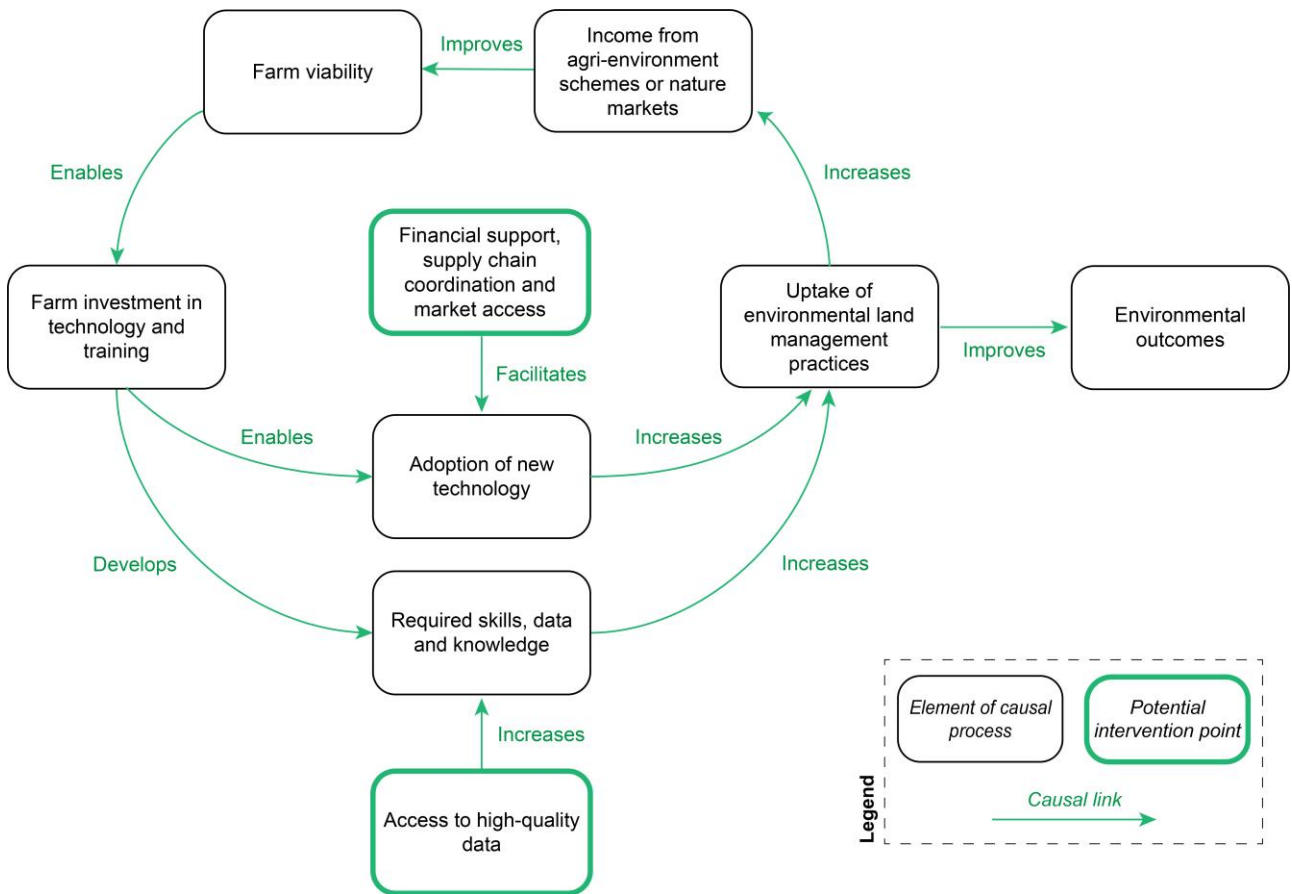 Income from
agri-environment
schemes or nature
markets
Improves
Farm viability
Enables
Increases
Financial support,
supply chain
coordination and
market access
Farm investment in
technology and
training
Uptake of
environmental land
management
practices
Improves
Environmental
outcomes
Facilitates
Enables
Adoption of new
technology
Increases
Develops
Required skills, data
and knowledge
Increases
Increases
Access to high-quality
data
Legend
Element of causal
process
Potential
intervention point
Causal link